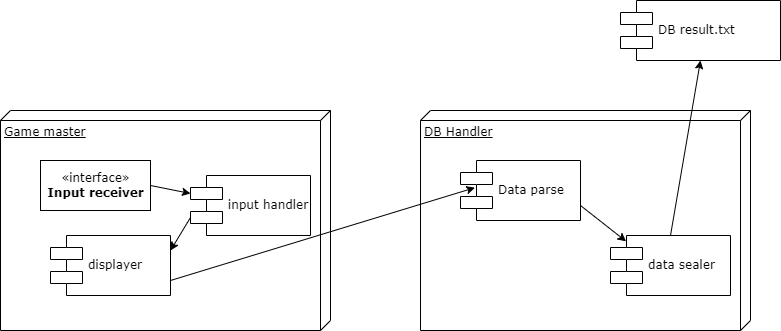 DB result.txt
Game master
DB Handler
«interface»
Input receiver
input handler
Data parse
displayer
data sealer